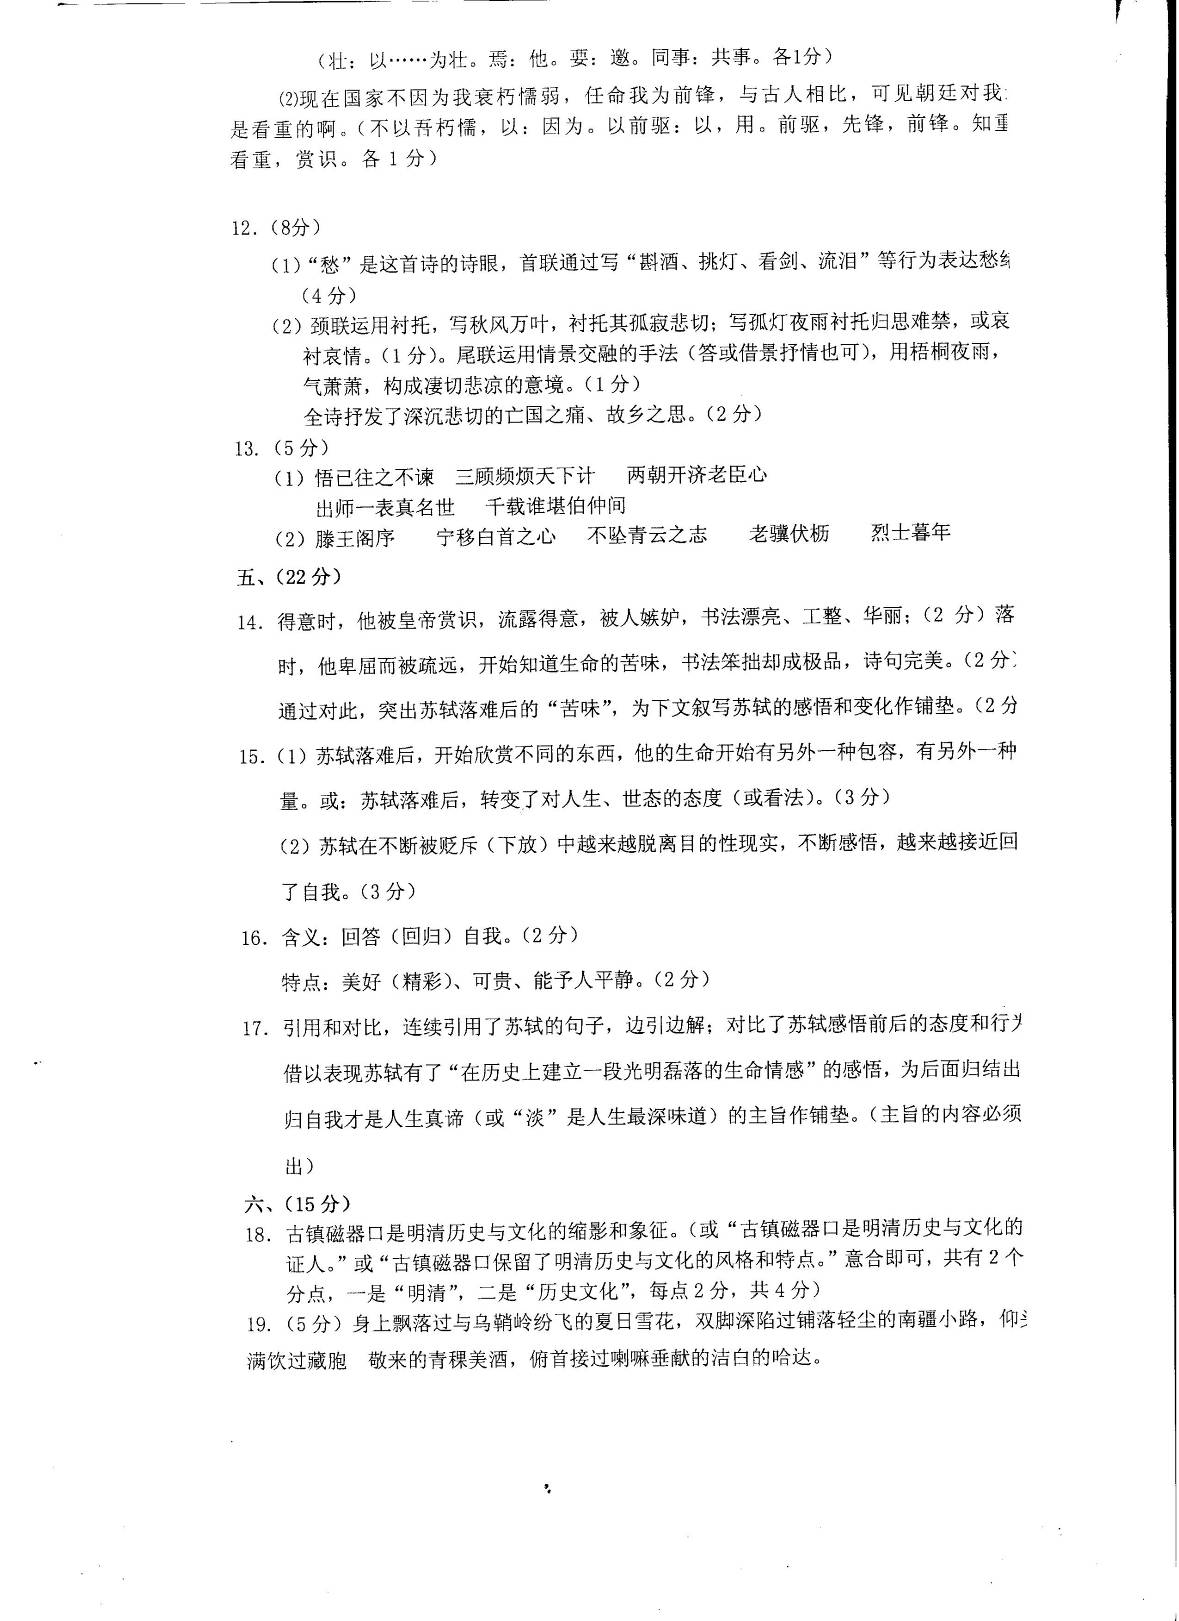 （壮：以……为壮。焉：他。要：邀。同事：共事。各1分）
⑵现在国家不因为我衰朽懦弱，任命我为前锋，与古人相比，可见朝廷对我
是看重的啊。（不以吾朽懦，以：因为。以前驱：以，用。前驱，先锋，前锋。知重
看重，赏识。各 1 分）
12.（8分）
（1）“愁”是这首诗的诗眼，首联通过写“斟酒、挑灯、看剑、流泪”等行为表达愁
（4 分）
（2）颈联运用衬托，写秋风万叶，衬托其孤寂悲切；写孤灯夜雨衬托归思难禁，或哀
衬哀情。（1 分）。尾联运用情景交融的手法（答或借景抒情也可），用梧桐夜雨，
气萧萧，构成凄切悲凉的意境。（1 分）
全诗抒发了深沉悲切的亡国之痛、故乡之思。（2 分）
13.（5 分）
（1）悟已往之不谏 三顾频烦天下计 两朝开济老臣心
出师一表真名世 千载谁堪伯仲间
（2）滕王阁序 宁移白首之心 不坠青云之志 老骥伏枥 烈士暮年
五、（22 分）
14. 得意时，他被皇帝赏识，流露得意，被人嫉妒，书法漂亮、工整、华丽；（2 分）落
时，他卑屈而被疏远，开始知道生命的苦味，书法笨拙却成极品，诗句完美。（2 分）
通过对此，突出苏轼落难后的“苦味”，为下文叙写苏轼的感悟和变化作铺垫。（2 分
15.（1）苏轼落难后，开始欣赏不同的东西，他的生命开始有另外一种包容，有另外一种
量。或：苏轼落难后，转变了对人生、世态的态度（或看法）。（3 分）
（2）苏轼在不断被贬斥（下放）中越来越脱离目的性现实，不断感悟，越来越接近回
了自我。（3 分）
16. 含义：回答（回归）自我。（2 分）
特点：美好（精彩）、可贵、能予人平静。（2 分）
17. 引用和对比，连续引用了苏轼的句子，边引边解；对比了苏轼感悟前后的态度和行为
借以表现苏轼有了“在历史上建立一段光明磊落的生命情感”的感悟，为后面归结出
归自我才是人生真谛（或“淡”是人生最深味道）的主旨作铺垫。（主旨的内容必须
出）
六、（15 分）
18. 古镇磁器口是明清历史与文化的缩影和象征。（或“古镇磁器口是明清历史与文化的
证人。”或“古镇磁器口保留了明清历史与文化的风格和特点。”意合即可，共有 2 个
分点，一是“明清”，二是“历史文化”，每点 2 分，共 4 分）
19.（5 分）身上飘落过与乌鞘岭纷飞的夏日雪花，双脚深陷过铺落轻尘的南疆小路，仰
满饮过藏胞 敬来的青稞美酒，俯首接过喇嘛垂献的洁白的哈达。